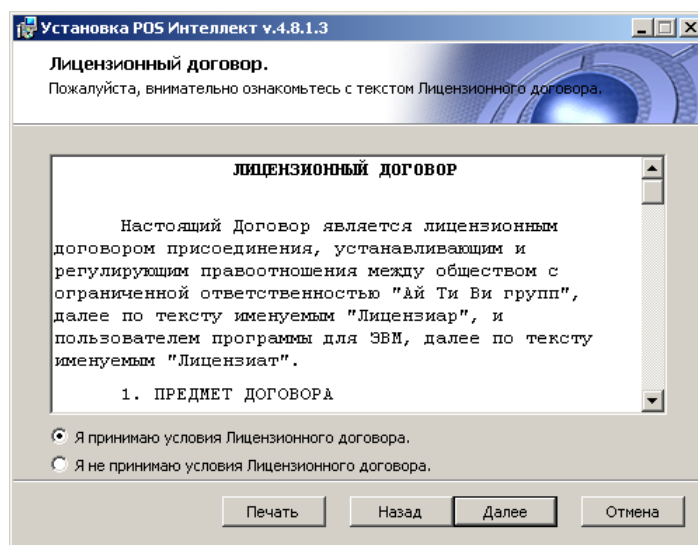 Установка POS Интеллект v.4.8.1.3
Лицензионный договор.
Пожалуйста, внимательно ознакомьтесь с текстом Лицензионного договора.
ЛИЦЕНЗИОННЫЙ ДОГОВОР
Настоящий Договор является лицензионным
договором присоединения, устанавливающим и
регулирующим правоотношения между обществом с
ограниченной ответственностью "Ай Ти Ви групп",
далее по тексту именуемым "Лицензиар", и
пользователем программы для ЭВМ, далее по тексту
именуемым "Лицензиат".
1. ПРЕДМЕТ ДОГОВОРА
Я принимаю условия Лицензионного договора.
Я не принимаю условия Лицензионного договора.
Печать Назад Далее Отмена